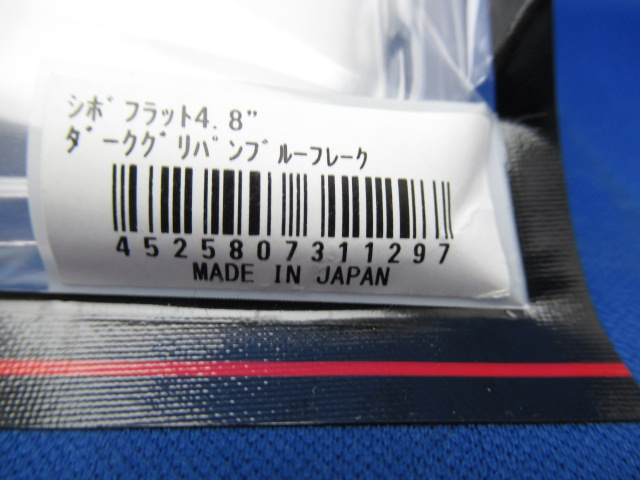 ｼﾎﾞﾌﾗｯﾄ4.8"
ﾀﾞｰｸｸﾞﾘﾊﾟﾝﾌﾞﾙｰﾌﾚｰｸ
4525807311297
MADE IN JAPAN